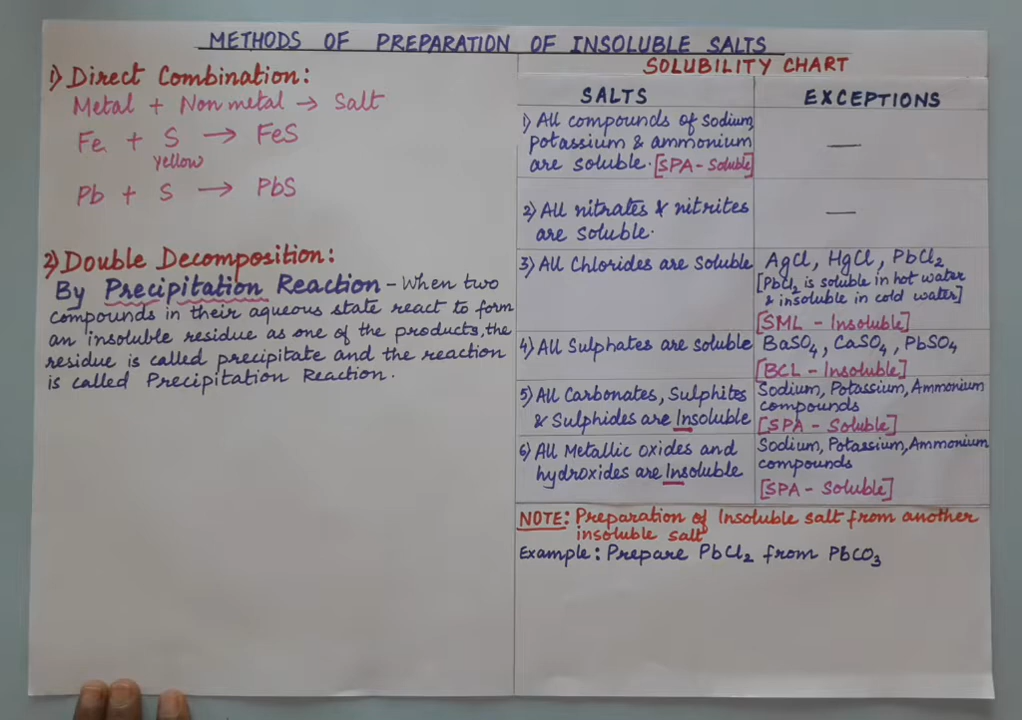 METHODS OF PREPARATION OF INSOLUBLE SALTS
1) Direct Combination:
Metal + Non metal → Salt
Fe + S → FeS
yellow
Pb + S → PbS
2) Double Decomposition:
By Precipitation Reaction - When two
compounds in their aqueous state react to form
an insoluble residue as one of the products, the
residue is called precipitate and the reaction
is called Precipitation Reaction.
SOLUBILITY CHART
SALTS
EXCEPTIONS
1) All compounds of Sodium,
potassium & ammonium
are soluble. [SPA - Soluble]
—
2) All nitrates & nitrites
are soluble.
—
3) All Chlorides are Soluble
AgCl, HgCl, PbCl2
[PbCl2 is soluble in hot water
& insoluble in cold water]
[SML - Insoluble]
4) All Sulphates are soluble
BaSO4, CaSO4, PbSO4
[BCL - Insoluble]
5) All Carbonates, Sulphites
& Sulphides are Insoluble
Sodium, Potassium, Ammonium
compounds
[SPA - Soluble]
6) All Metallic oxides and
hydroxides are Insoluble
Sodium, Potassium, Ammonium
compounds
[SPA - Soluble]
NOTE: Preparation of Insoluble salt from another
insoluble salt
Example: Prepare PbCl2 from PbCO3